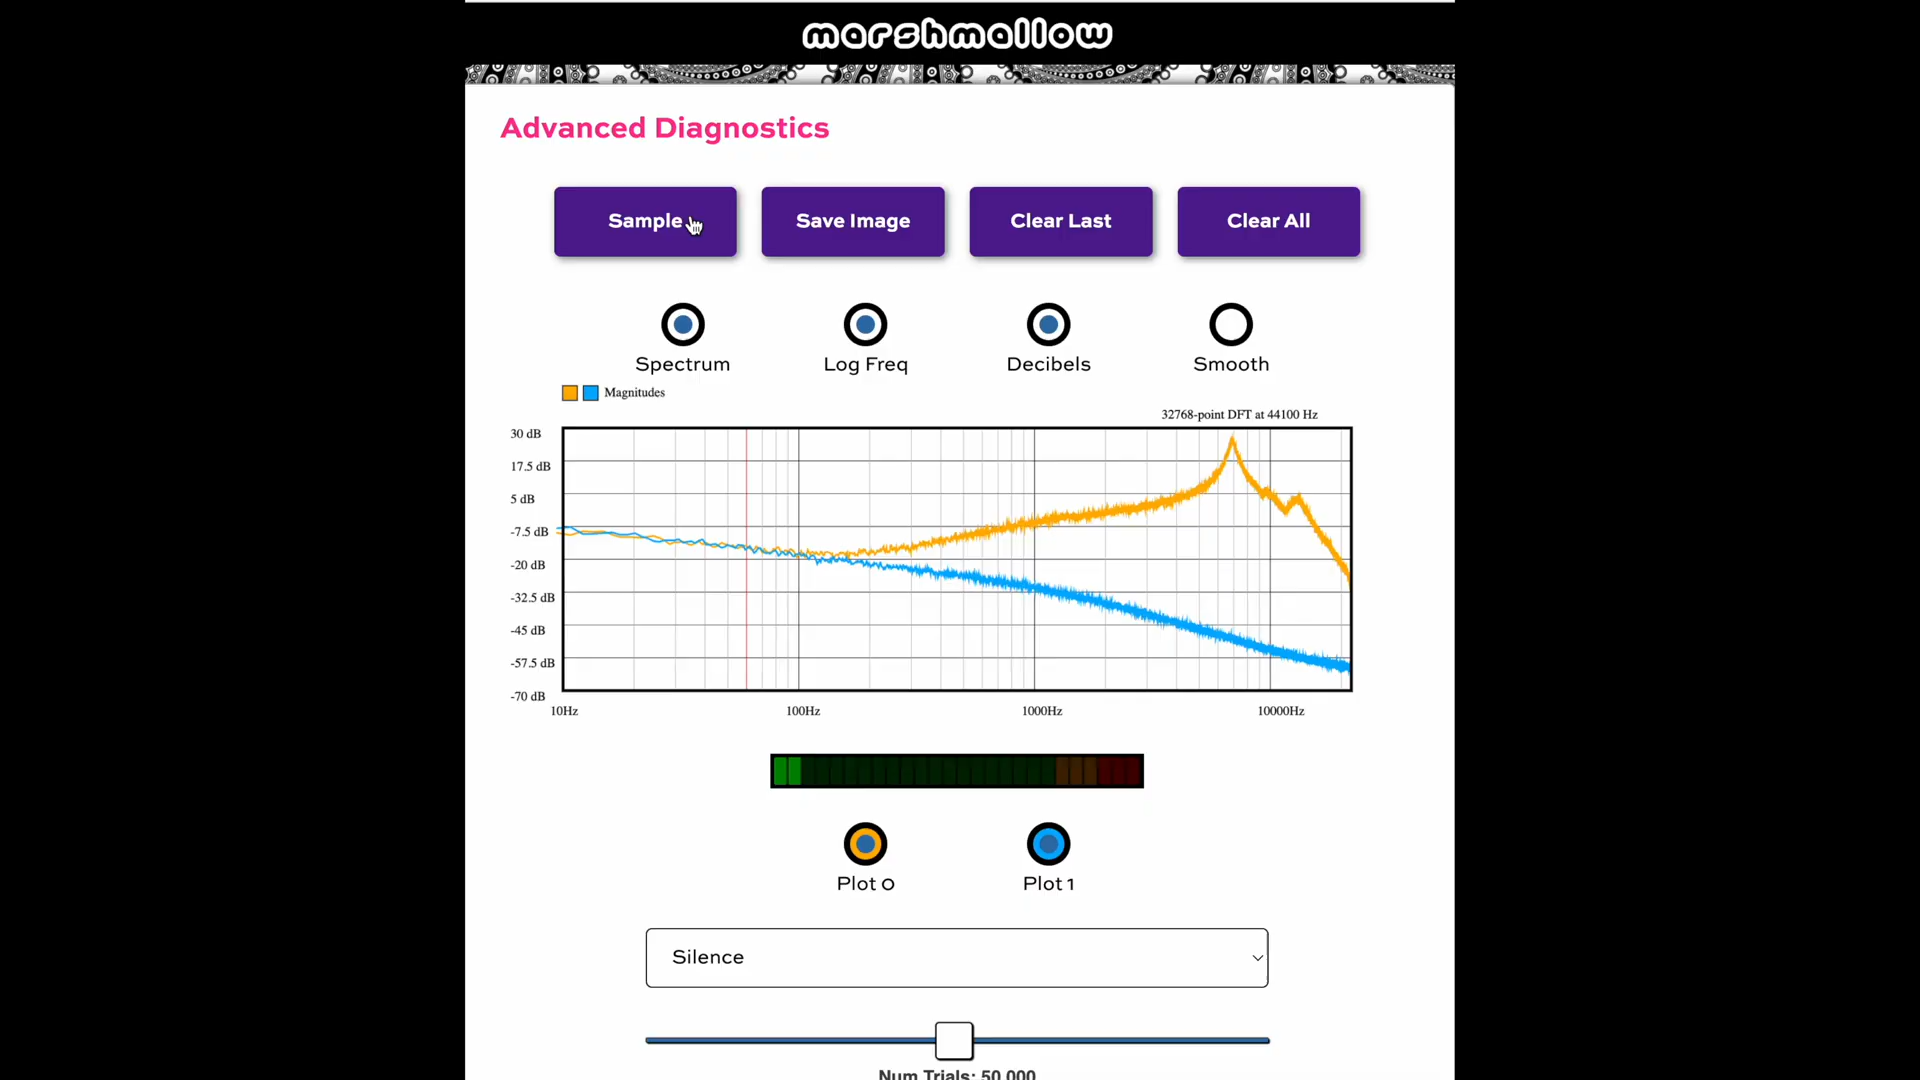 marshmallow
Advanced Diagnostics
Sample
Save Image
Clear Last
Clear All
Spectrum
Log Freq
Decibels
Smooth
Magnitudes
32768-point DFT at 44100 Hz
30 dB
17.5 dB
5 dB
-7.5 dB
-20 dB
-32.5 dB
-45 dB
-57.5 dB
-70 dB
10Hz
100Hz
1000Hz
10000Hz
Plot 0
Plot 1
Silence
Num Trials: 50,000